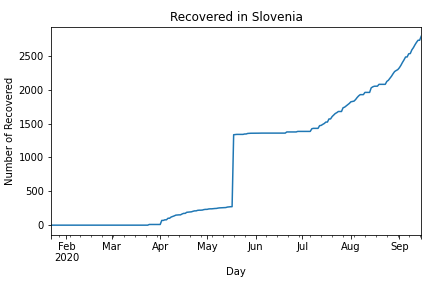 Recovered in Slovenia
Number of Recovered
2500
2000
1500
1000
500
0
Feb Mar Apr May Jun Jul Aug Sep
2020
Day